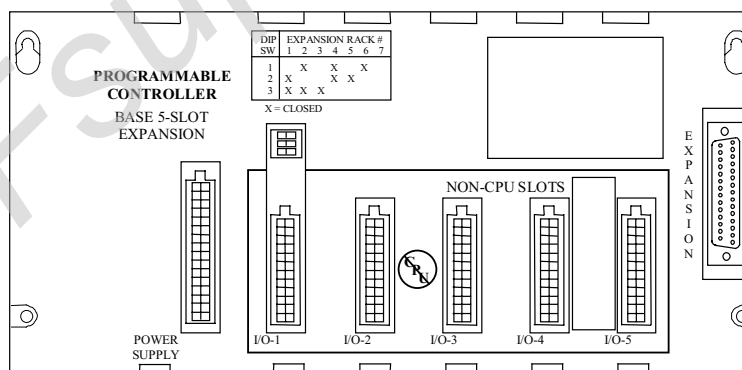 DIP EXPANSION RACK #
SW 1 2 3 4 5 6 7
1 X X X
2 X X X
3 X X X
X = CLOSED
PROGRAMMABLE
CONTROLLER
BASE 5-SLOT
EXPANSION
EXPANSION
NON-CPU SLOTS
CPU
I/O-1
I/O-2
I/O-3
I/O-4
I/O-5
POWER
SUPPLY